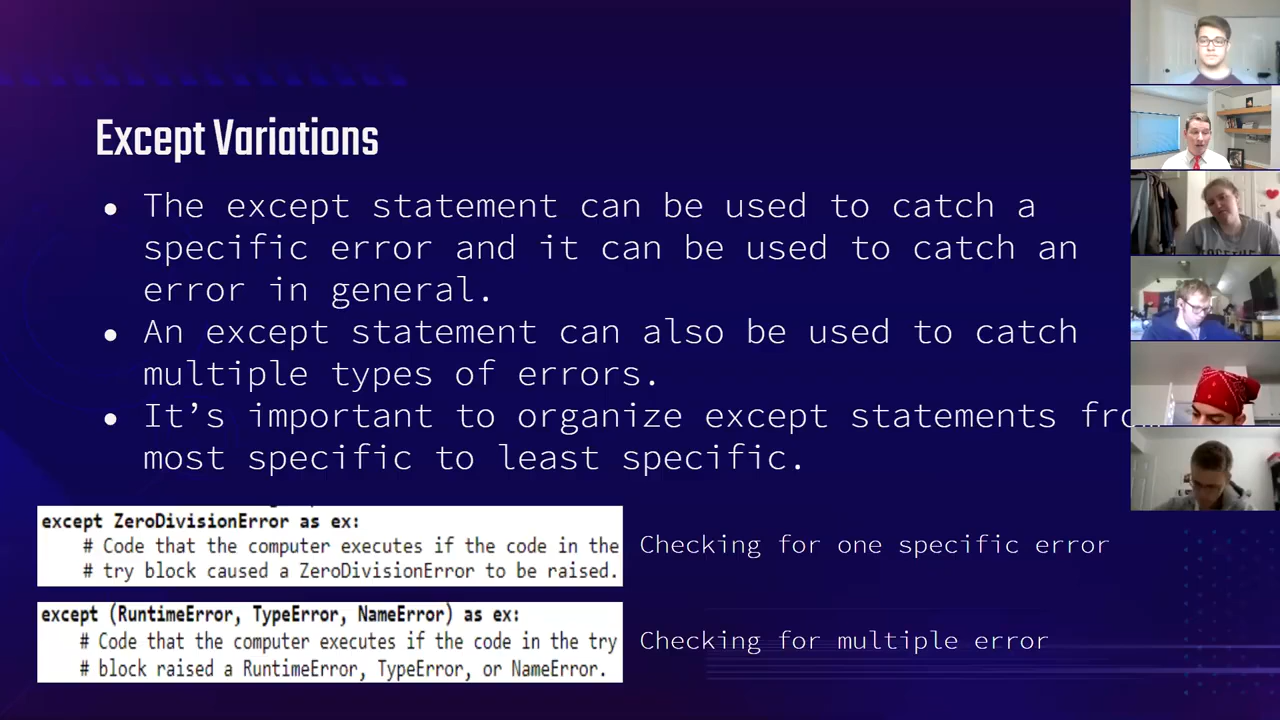 Except Variations
● The except statement can be used to catch a
specific error and it can be used to catch an
error in general.
● An except statement can also be used to catch
multiple types of errors.
● It’s important to organize except statements
most specific to least specific.
except ZeroDivisionError as ex:
# Code that the computer executes if the code in the
# try block caused a ZeroDivisionError to be raised.
Checking for one specific error
except (RuntimeError, TypeError, NameError) as ex:
# Code that the computer executes if the code in the try
# block raised a RuntimeError, TypeError, or NameError.
Checking for multiple error